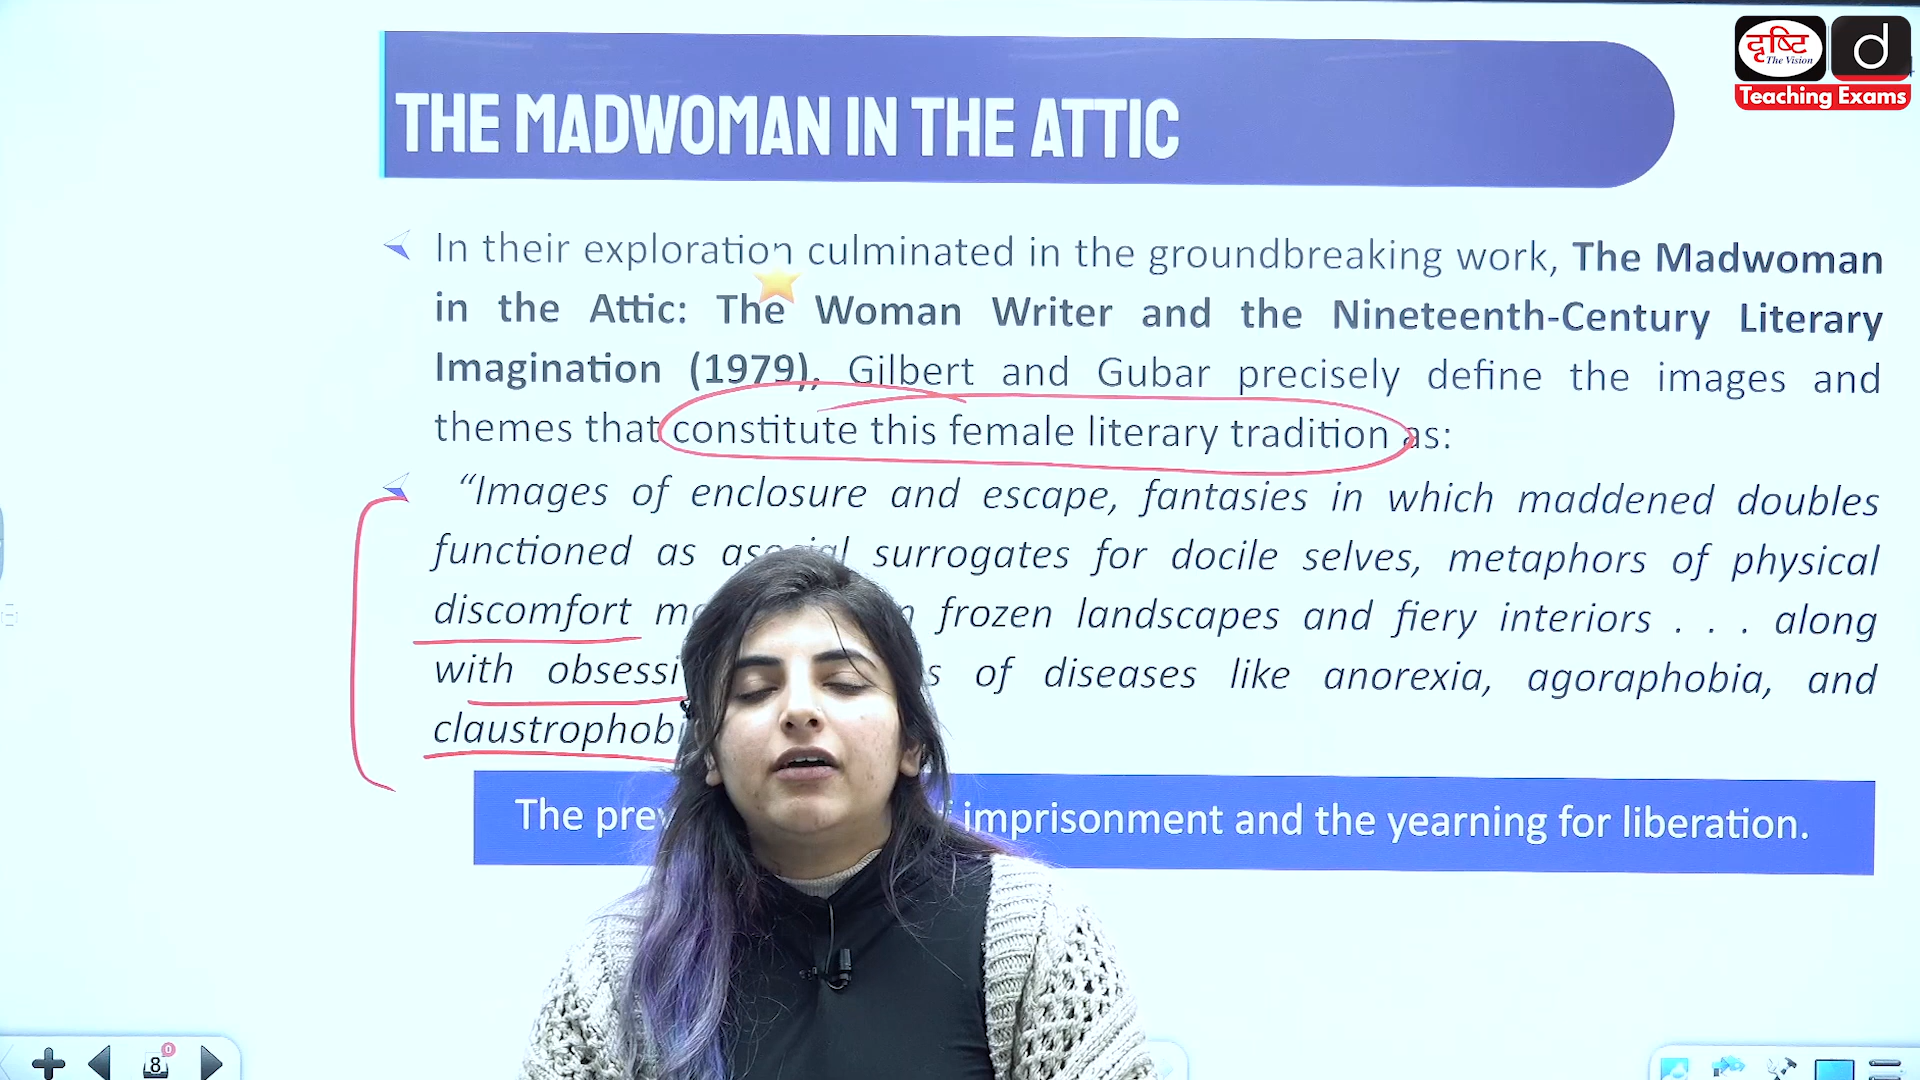 दृष्टि
The Vision
d
Teaching Exams
THE MADWOMAN IN THE ATTIC
In their exploration culminated in the groundbreaking work, The Madwoman
in the Attic: The Woman Writer and the Nineteenth-Century Literary
Imagination (1979), Gilbert and Gubar precisely define the images and
themes that constitute this female literary tradition as:
“Images of enclosure and escape, fantasies in which maddened doubles
functioned as asocial surrogates for docile selves, metaphors of physical
discomfort frozen landscapes and fiery interiors . . . along
with of diseases like anorexia, agoraphobia, and
The imprisonment and the yearning for liberation.
8
0